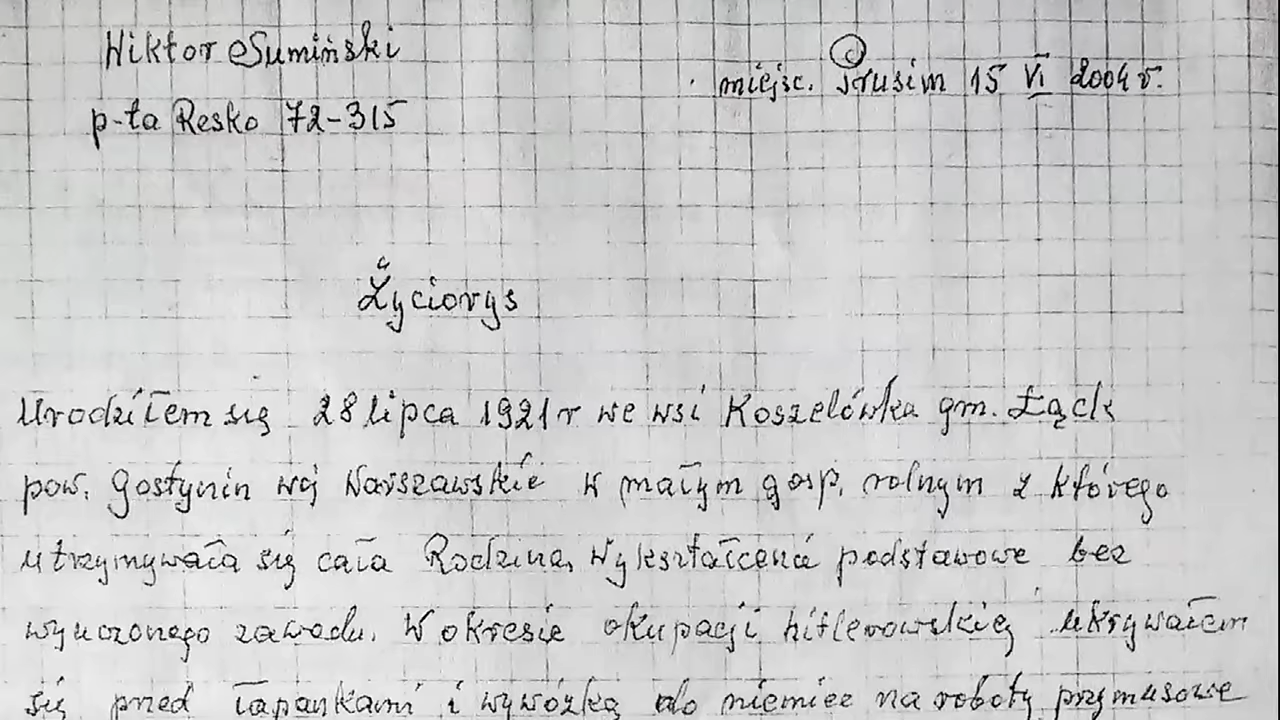 Wiktor Sumiński
miejsc. Prusim 15 VI 2004 r.
p-ta Resko 72-315
Życiorys
Urodziłem się 28 lipca 1921 r we wsi Koszelówka gm. Łąck
pow. Gostynin woj Warszawskie w małym gosp. rolnym z którego
utrzymywała się cała Rodzina. Wykształcenie podstawowe bez
wyuczonego zawodu. W okresie okupacji hitlerowskiej ukrywałem
się przed łapankami i wywózką do niemiec na roboty przymusowe